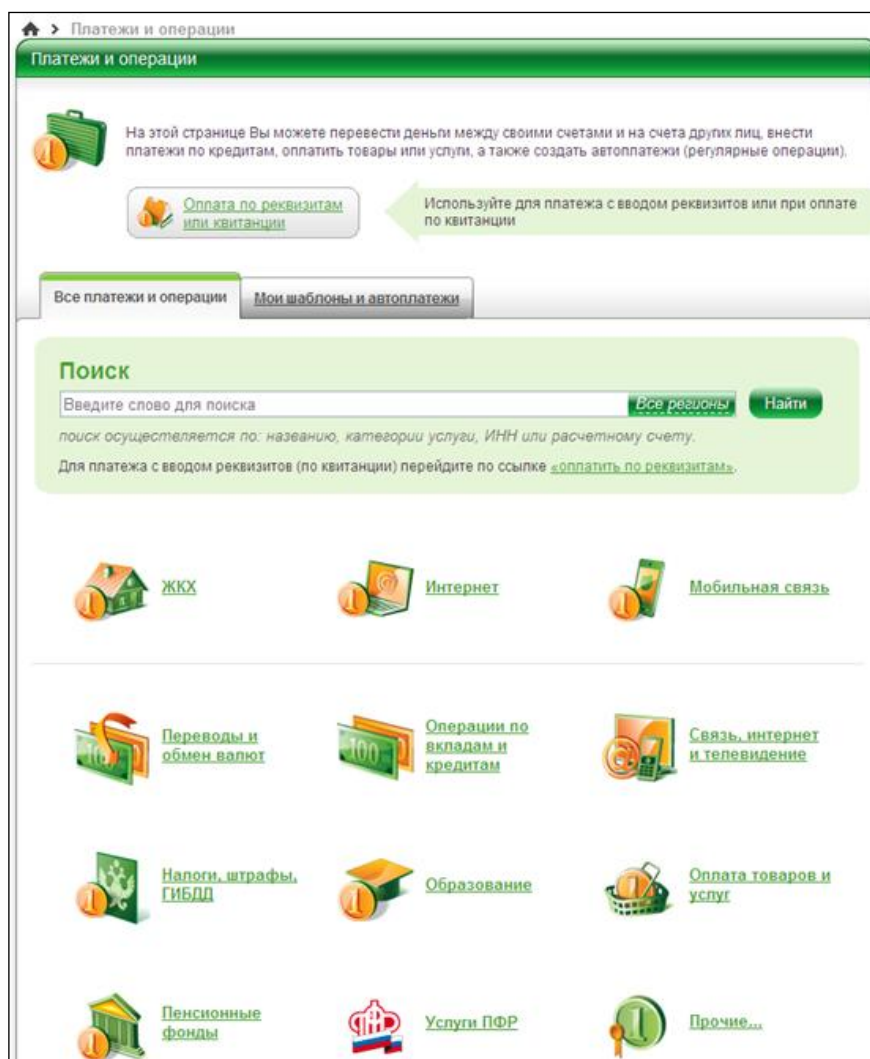 Платежи и операции
Платежи и операции
На этой странице Вы можете перевести деньги между своими счетами и на счета других лиц, внести
платежи по кредитам, оплатить товары или услуги, а также создать автоплатежи (регулярные операции).
Оплата по реквизитам
или квитанции
Используйте для платежа с вводом реквизитов или при оплате
по квитанции
Все платежи и операции
Мои шаблоны и автоплатежи
Поиск
Введите слово для поиска
Все регионы
Найти
поиск осуществляется по: названию, категории услуги, ИНН или расчетному счету.
Для платежа с вводом реквизитов (по квитанции) перейдите по ссылке «оплатить по реквизитам».
ЖКХ
Интернет
Мобильная связь
Переводы и
обмен валют
Операции по
вкладам и
кредитам
Связь, интернет
и телевидение
Налоги, штрафы,
ГИБДД
Образование
Оплата товаров и
услуг
Пенсионные
фонды
Услуги ПФР
Прочие...